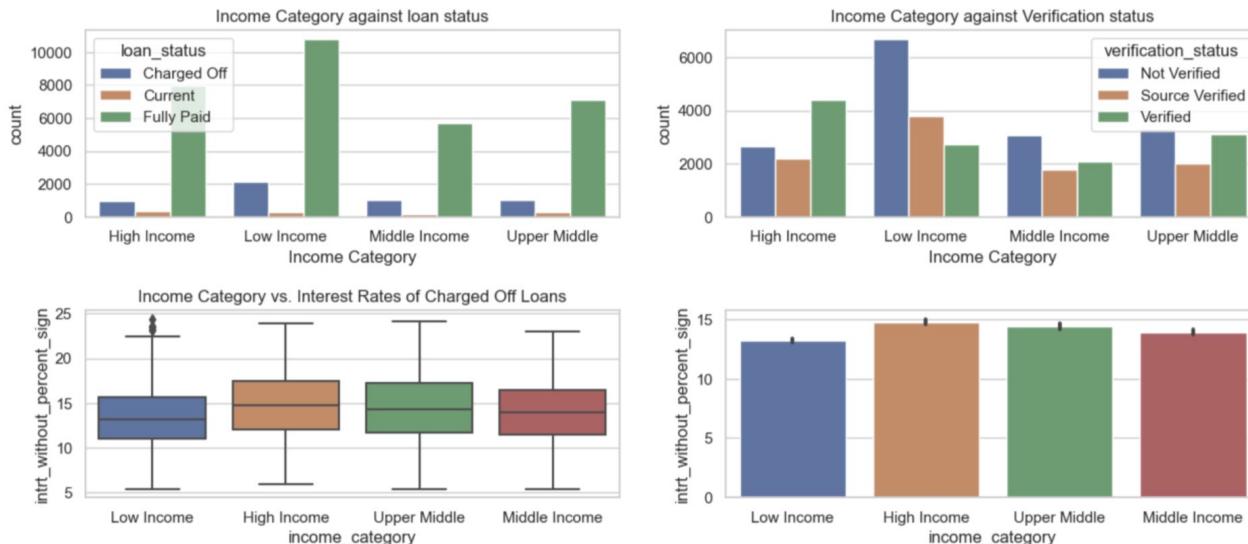 Income Category against loan status
count
10000
8000
6000
4000
2000
0
loan_status
Charged Off
Current
Fully Paid
High Income
Low Income
Middle Income
Upper Middle
Income Category
Income Category against Verification status
count
6000
4000
2000
0
verification_status
Not Verified
Source Verified
Verified
High Income
Low Income
Middle Income
Upper Middle
Income Category
Income Category vs. Interest Rates of Charged Off Loans
intrt_without_percent_sign
25
20
15
10
5
Low Income
High Income
Upper Middle
Middle Income
income_category
intrt_without_percent_sign
15
10
5
0
Low Income
High Income
Upper Middle
Middle Income
income_category